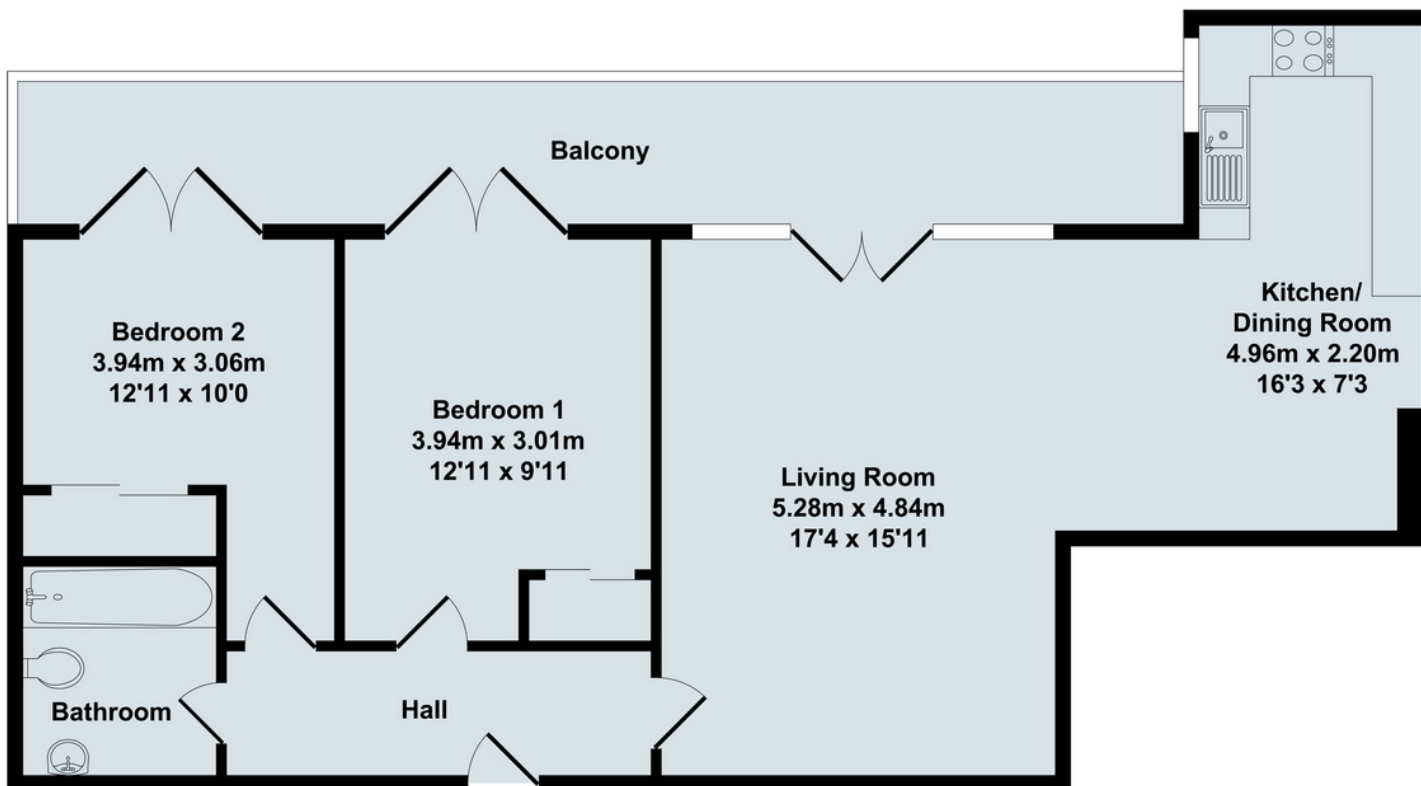 Balcony
Kitchen/
Dining Room
4.96m x 2.20m
16'3 x 7'3
Bedroom 2
3.94m x 3.06m
12'11 x 10'0
Bedroom 1
3.94m x 3.01m
12'11 x 9'11
Living Room
5.28m x 4.84m
17'4 x 15'11
Bathroom
Hall